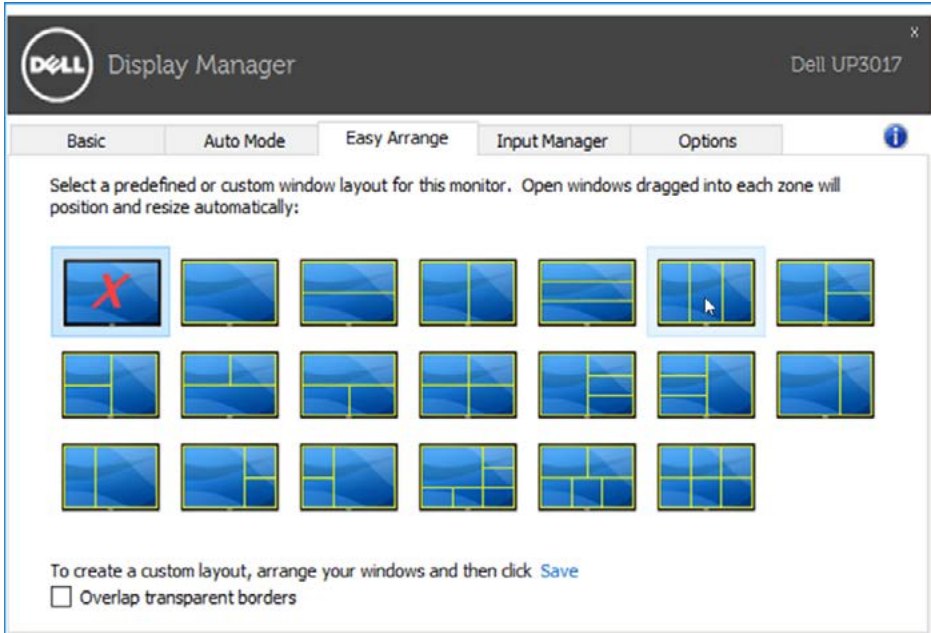 DELL
Display Manager
Dell UP3017
X
Basic
Auto Mode
Easy Arrange
Input Manager
Options
Select a predefined or custom window layout for this monitor. Open windows dragged into each zone will
position and resize automatically:
X
To create a custom layout, arrange your windows and then click Save
Overlap transparent borders